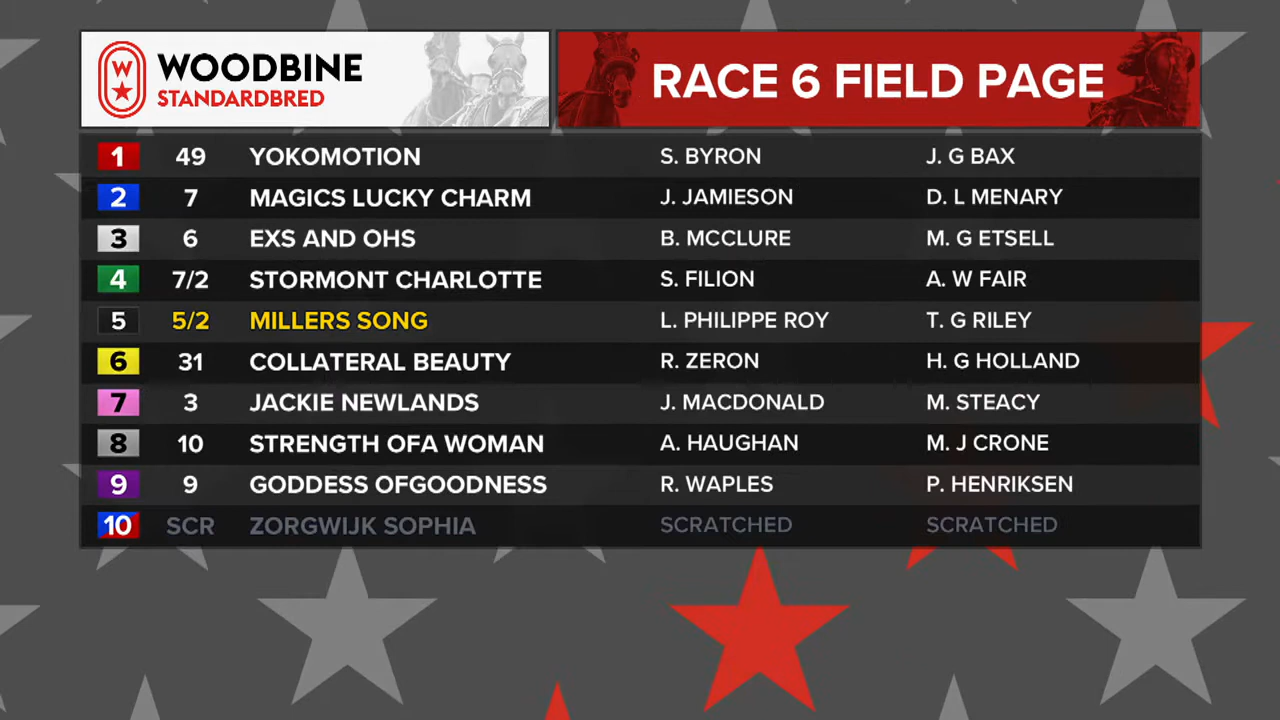 W
WOODBINE
STANDARDBRED
RACE 6 FIELD PAGE
1 49 YOKOMOTION S. BYRON J. G BAX
2 7 MAGICS LUCKY CHARM J. JAMIESON D. L MENARY
3 6 EXS AND OHS B. MCCLURE M. G ETSELL
4 7/2 STORMONT CHARLOTTE S. FILION A. W FAIR
5 5/2 MILLERS SONG L. PHILIPPE ROY T. G RILEY
6 31 COLLATERAL BEAUTY R. ZERON H. G HOLLAND
7 3 JACKIE NEWLANDS J. MACDONALD M. STEACY
8 10 STRENGTH OFA WOMAN A. HAUGHAN M. J CRONE
9 9 GODDESS OFGOODNESS R. WAPLES P. HENRIKSEN
10 SCR ZORGWIJK SOPHIA SCRATCHED SCRATCHED